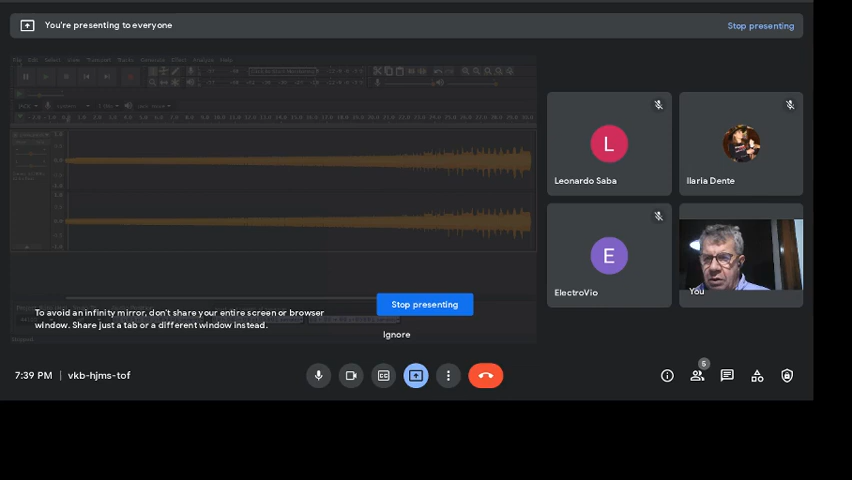 You're presenting to everyone
Stop presenting
L
Leonardo Saba
Ilaria Dente
E
ElectroVio
You
To avoid an infinity mirror, don't share your entire screen or browser
window. Share just a tab or a different window instead.
Stop presenting
Ignore
7:39 PM | vkb-hjms-tof
5